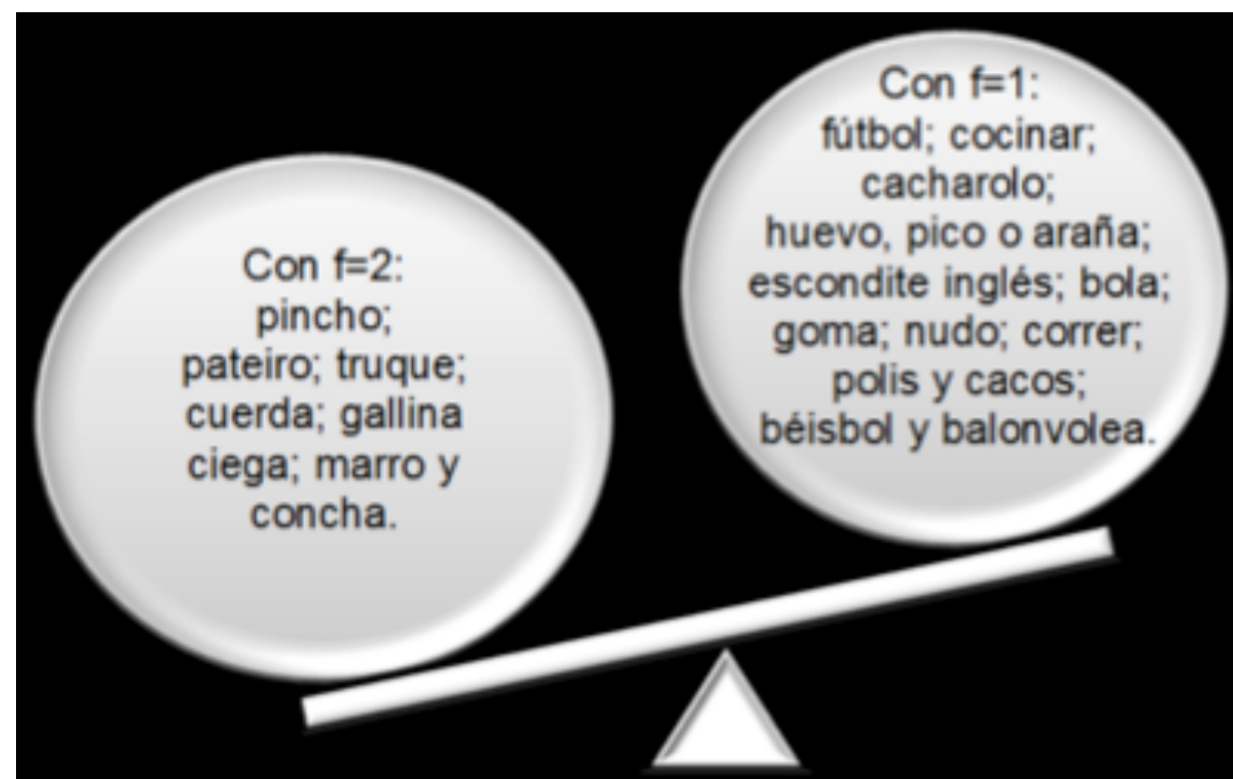 Con f=2:
pincho;
pateiro; truque;
cuerda; gallina
ciega; marro y
concha.
Con f=1:
fútbol; cocinar;
cacharolo;
huevo, pico o araña;
escondite inglés; bola;
goma; nudo; correr;
polis y cacos;
béisbol y balonvolea.